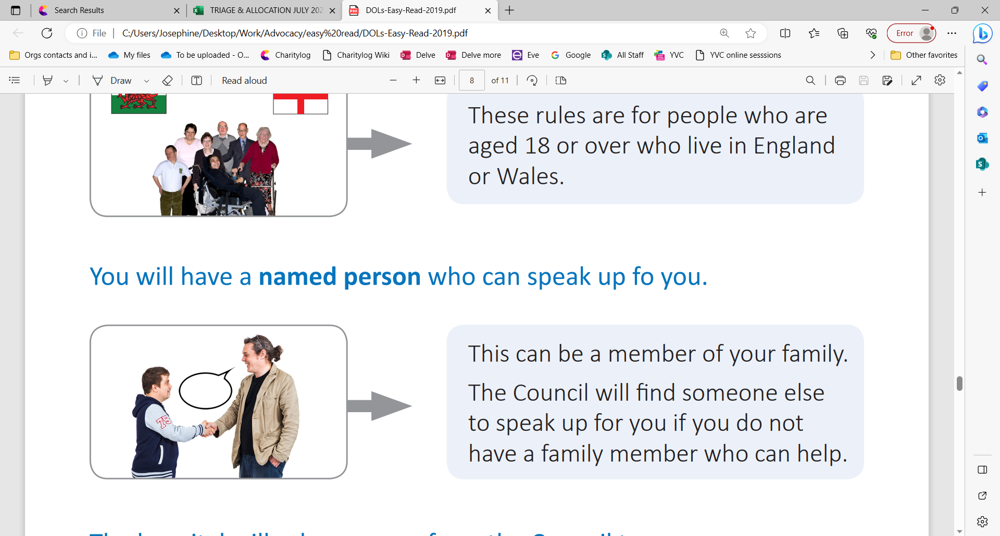 Search Results
TRIAGE & ALLOCATION JULY 202
DOLs-Easy-Read-2019.pdf
File
C:/Users/Josephine/Desktop/Work/Advocacy/easy%20read/DOLs-Easy-Read-2019.pdf
Error
Orgs contacts and i...
My files
To be uploaded - O...
Charitylog
Charitylog Wiki
Delve
Delve more
Eve
Google
All Staff
YVC
YVC online sesssions
Other favorites
Draw
Read aloud
8
of 11
These rules are for people who are
aged 18 or over who live in England
or Wales.
You will have a named person who can speak up fo you.
75
This can be a member of your family.
The Council will find someone else
to speak up for you if you do not
have a family member who can help.